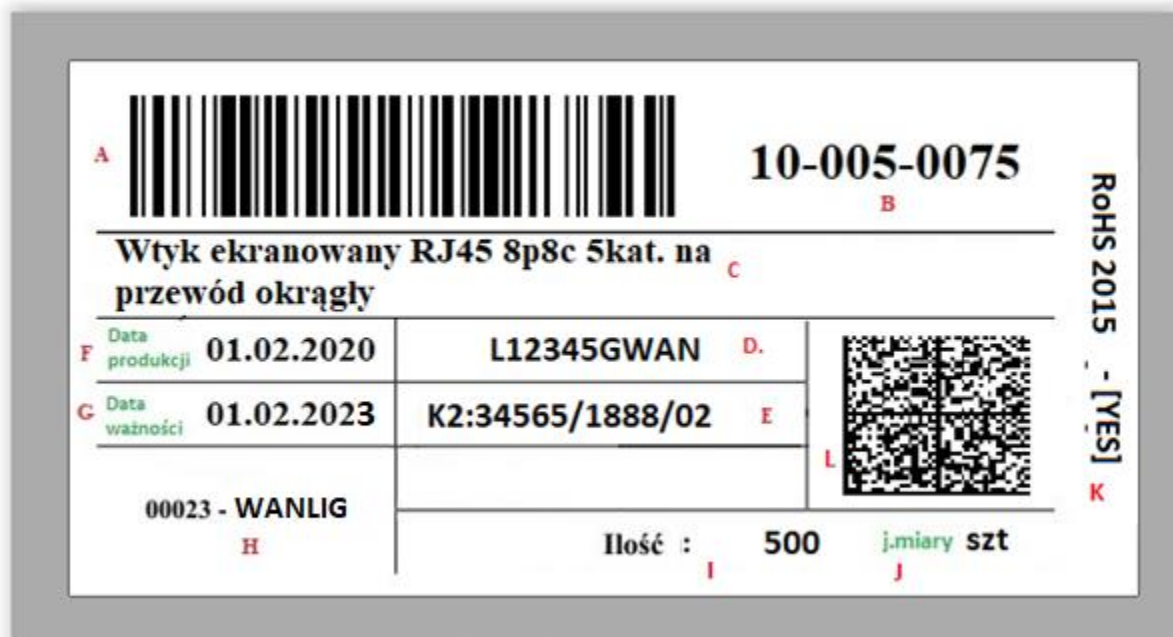 A
10-005-0075
B
Wtyk ekranowany RJ45 8p8c 5kat. na
przewód okrągły
C
F Data produkcji 01.02.2020
L12345GWAN D.
G Data ważności 01.02.2023
K2:34565/1888/02 E
L
00023 - WANLIG
H
Ilość : 500 j.miary szt
I J
RoHS 2015 - [YES]
K